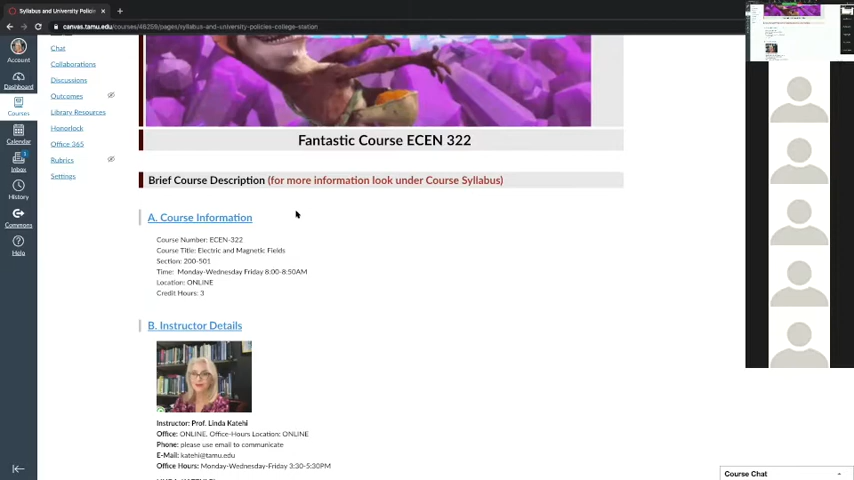 Syllabus and University Polici
canvas.tamu.edu/courses/46259/pages/syllabus-and-university-policies-college-station
Account
Dashboard
Courses
Calendar
Inbox
History
Commons
Help
Chat
Collaborations
Discussions
Outcomes
Library Resources
Honorlock
Office 365
Rubrics
Settings
Fantastic Course ECEN 322
Brief Course Description (for more information look under Course Syllabus)
A. Course Information
Course Number: ECEN-322
Course Title: Electric and Magnetic Fields
Section: 200-501
Time: Monday-Wednesday Friday 8:00-8:50AM
Location: ONLINE
Credit Hours: 3
B. Instructor Details
Instructor: Prof. Linda Katehi
Office: ONLINE, Office-Hours Location: ONLINE
Phone: please use email to communicate
E-Mail: katehi@tamu.edu
Office Hours: Monday-Wednesday-Friday 3:30-5:30PM
Course Chat